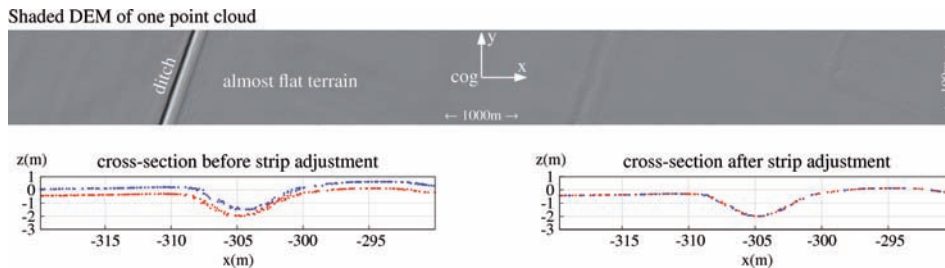 Shaded DEM of one point cloud
ditch
almost flat terrain
y
x
cog
← 1000m →
z(m)
cross-section before strip adjustment
1
0
-1
-2
-3
-315
-310
-305
-300
-295
x(m)
z(m)
cross-section after strip adjustment
1
0
-1
-2
-3
-315
-310
-305
-300
-295
x(m)